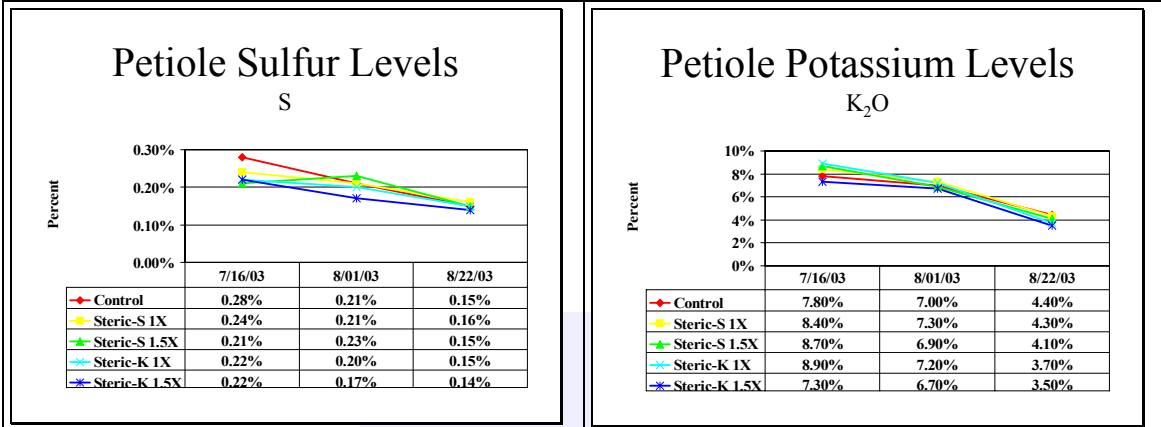 Petiole Sulfur Levels
S
Percent
0.30%
0.20%
0.10%
0.00%
7/16/03 8/01/03 8/22/03
Control 0.28% 0.21% 0.15%
Steric-S 1X 0.24% 0.21% 0.16%
Steric-S 1.5X 0.21% 0.23% 0.15%
Steric-K 1X 0.22% 0.20% 0.15%
Steric-K 1.5X 0.22% 0.17% 0.14%
Petiole Potassium Levels
K₂O
Percent
10%
8%
6%
4%
2%
0%
7/16/03 8/01/03 8/22/03
Control 7.80% 7.00% 4.40%
Steric-S 1X 8.40% 7.30% 4.30%
Steric-S 1.5X 8.70% 6.90% 4.10%
Steric-K 1X 8.90% 7.20% 3.70%
Steric-K 1.5X 7.30% 6.70% 3.50%